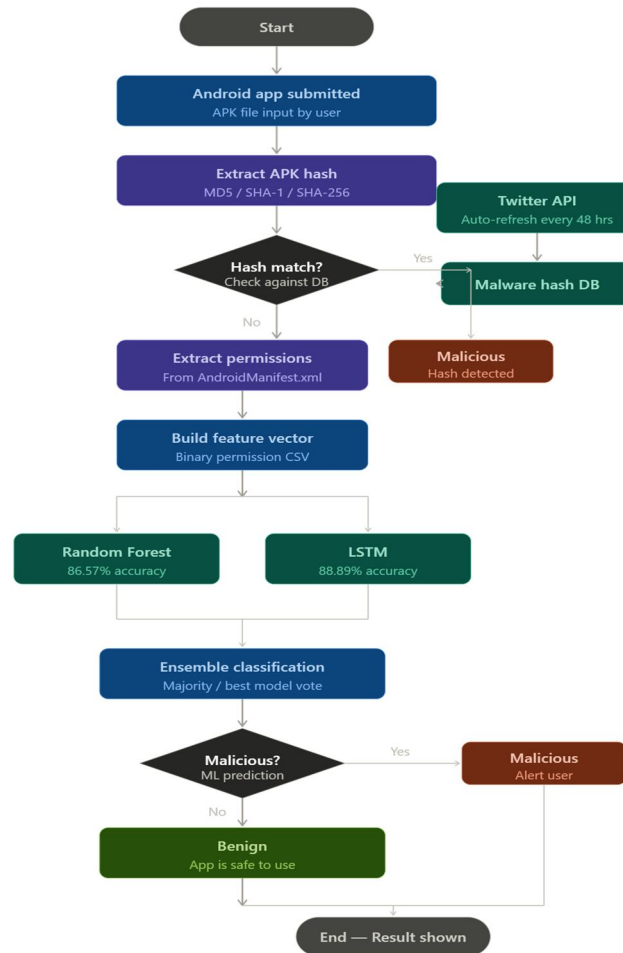 Start
Android app submitted
APK file input by user
Extract APK hash
MD5 / SHA-1 / SHA-256
Twitter API
Auto-refresh every 48 hrs
Hash match?
Check against DB
Yes
Malware hash DB
No
Extract permissions
From AndroidManifest.xml
Malicious
Hash detected
Build feature vector
Binary permission CSV
Random Forest
86.57% accuracy
LSTM
88.89% accuracy
Ensemble classification
Majority / best model vote
Malicious?
ML prediction
Yes
Malicious
Alert user
No
Benign
App is safe to use
End — Result shown